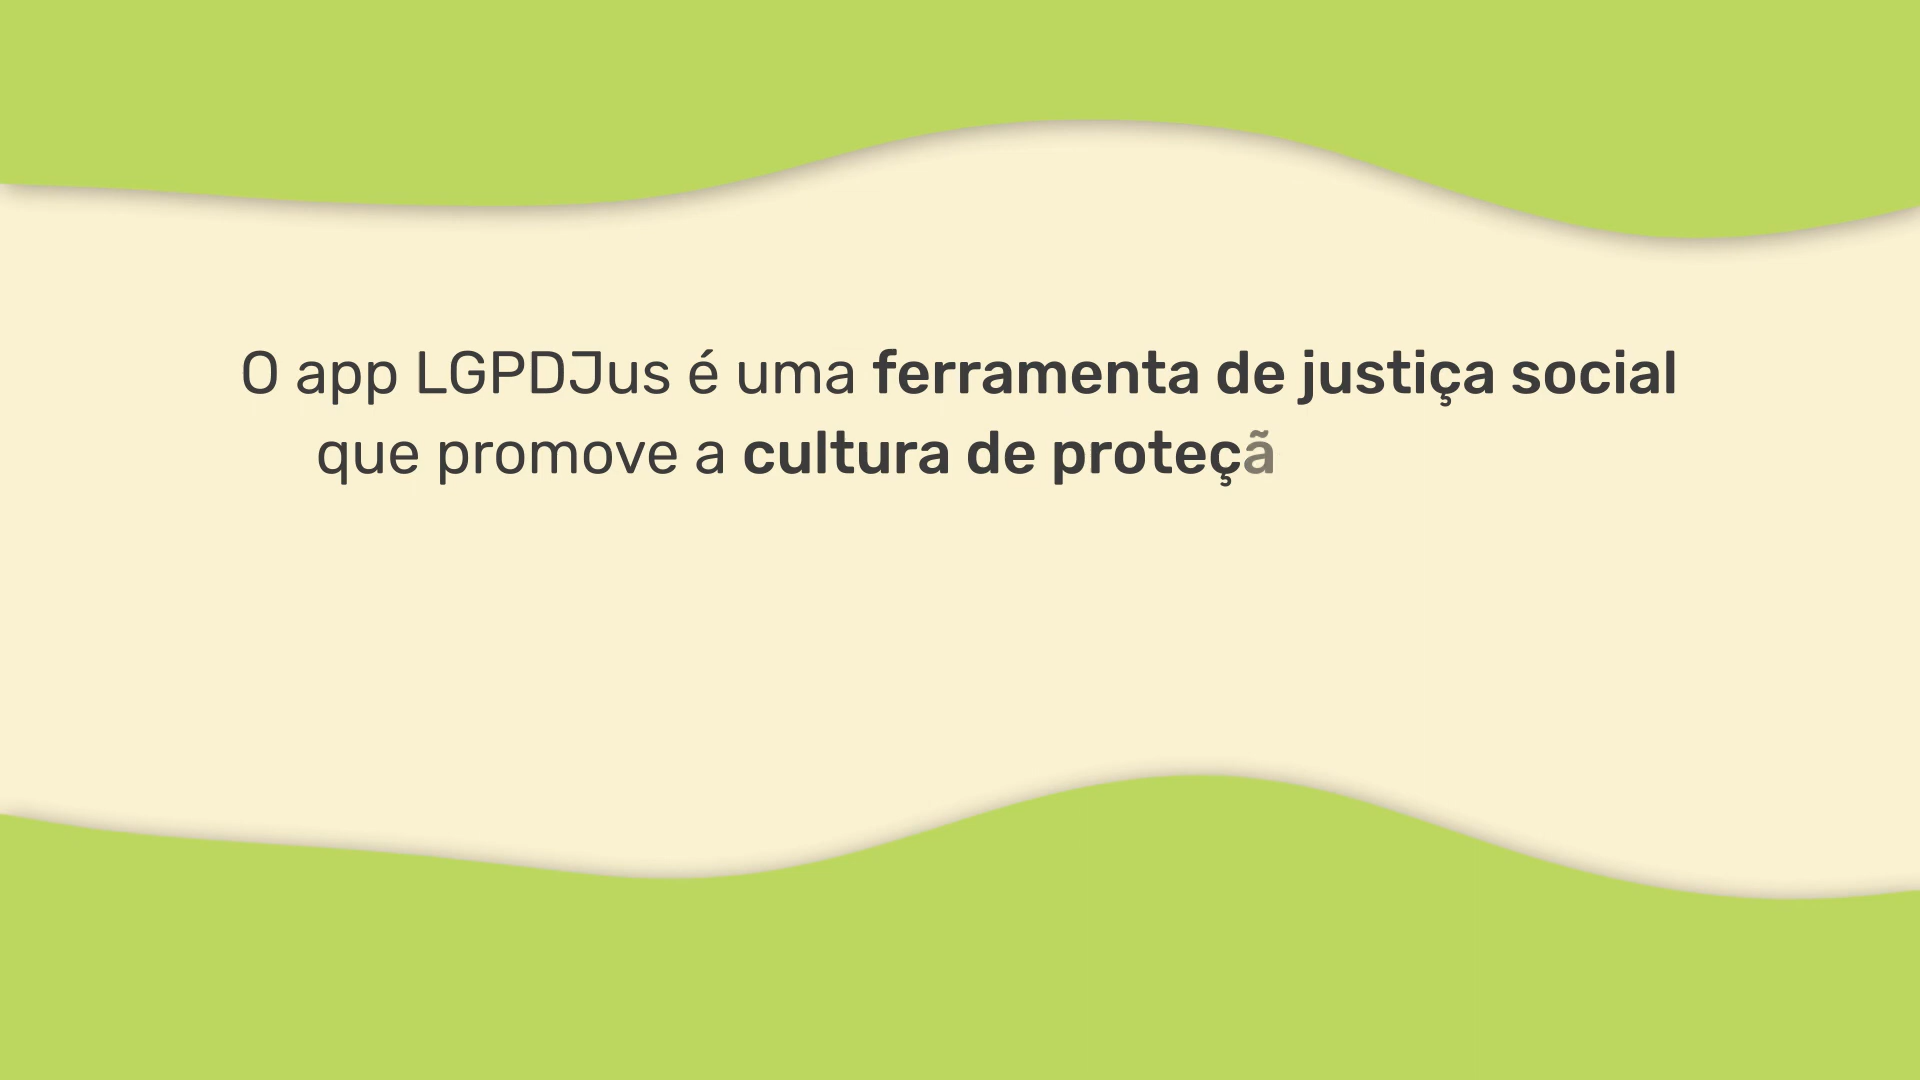 O app LGPDJus é uma ferramenta de justiça social
que promove a cultura de proteçã